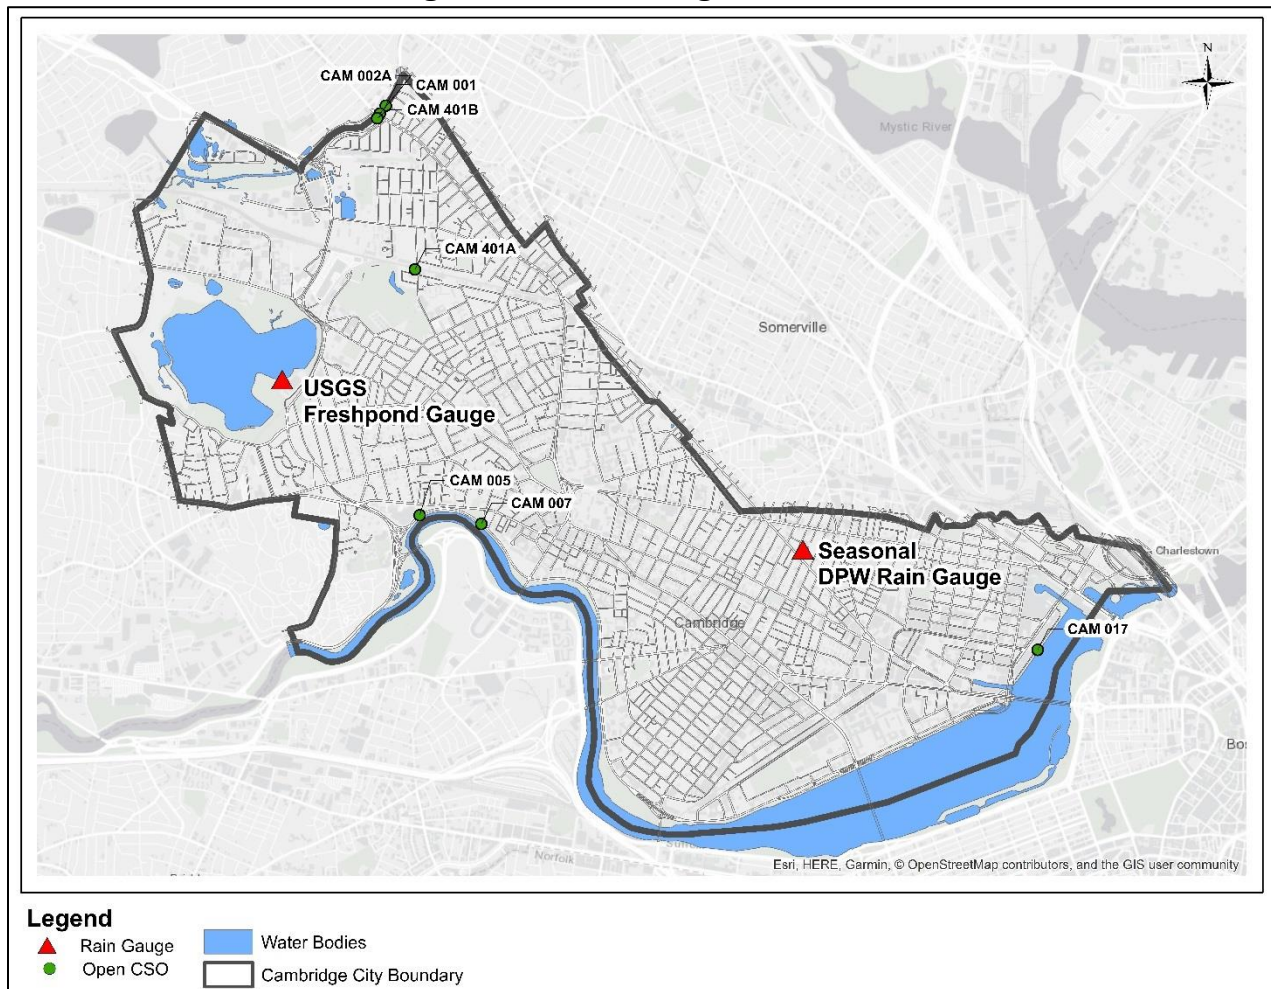 N
CAM 002A
CAM 001
CAM 401B
Mystic River
CAM 401A
Somerville
USGS
Freshpond Gauge
CAM 005
CAM 007
Seasonal
DPW Rain Gauge
Charlestown
Cambridge
CAM 017
Norfolk
Esri, HERE, Garmin, © OpenStreetMap contributors, and the GIS user community
Legend
Rain Gauge
Open CSO
Water Bodies
Cambridge City Boundary